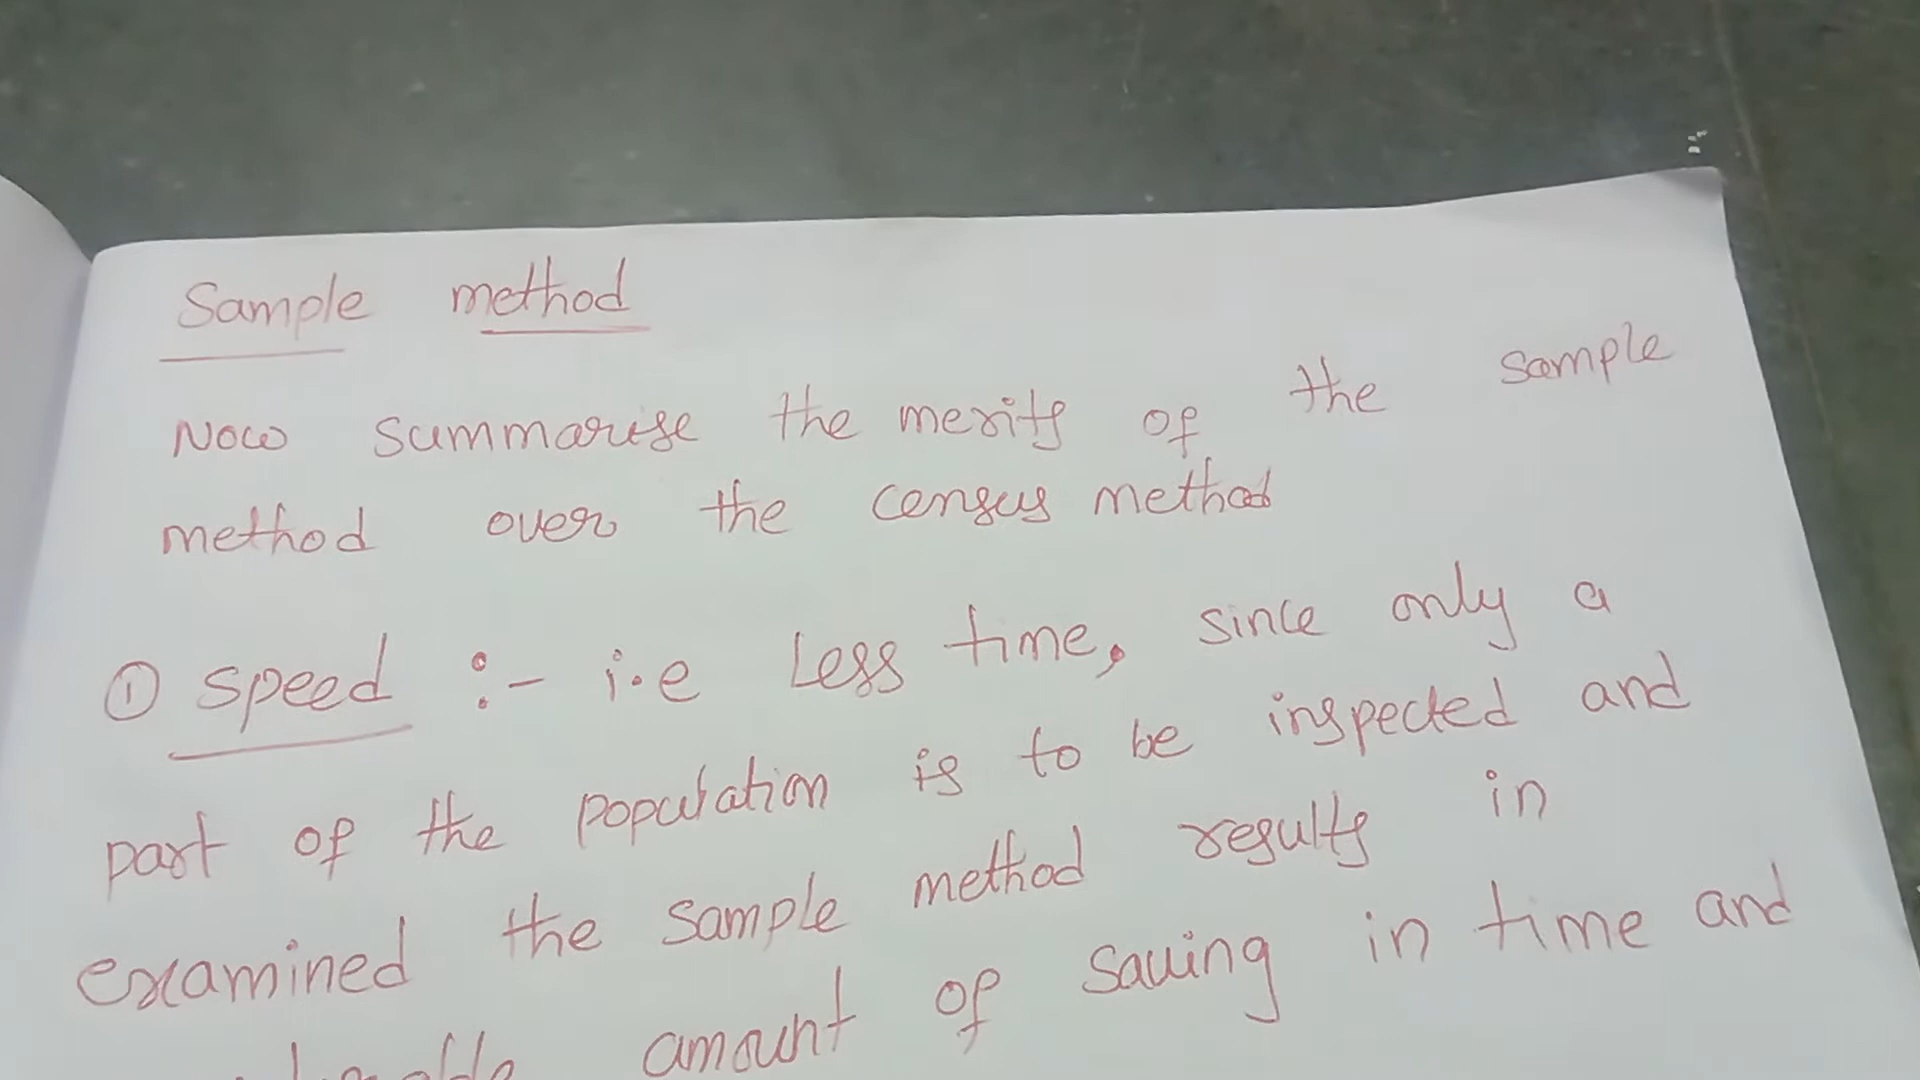 Sample method
Now summarise the merits of the sample
method over the census method
① speed :- i.e Less time, since only a
part of the population is to be inspected and
examined the sample method results in
amount of saving in time and